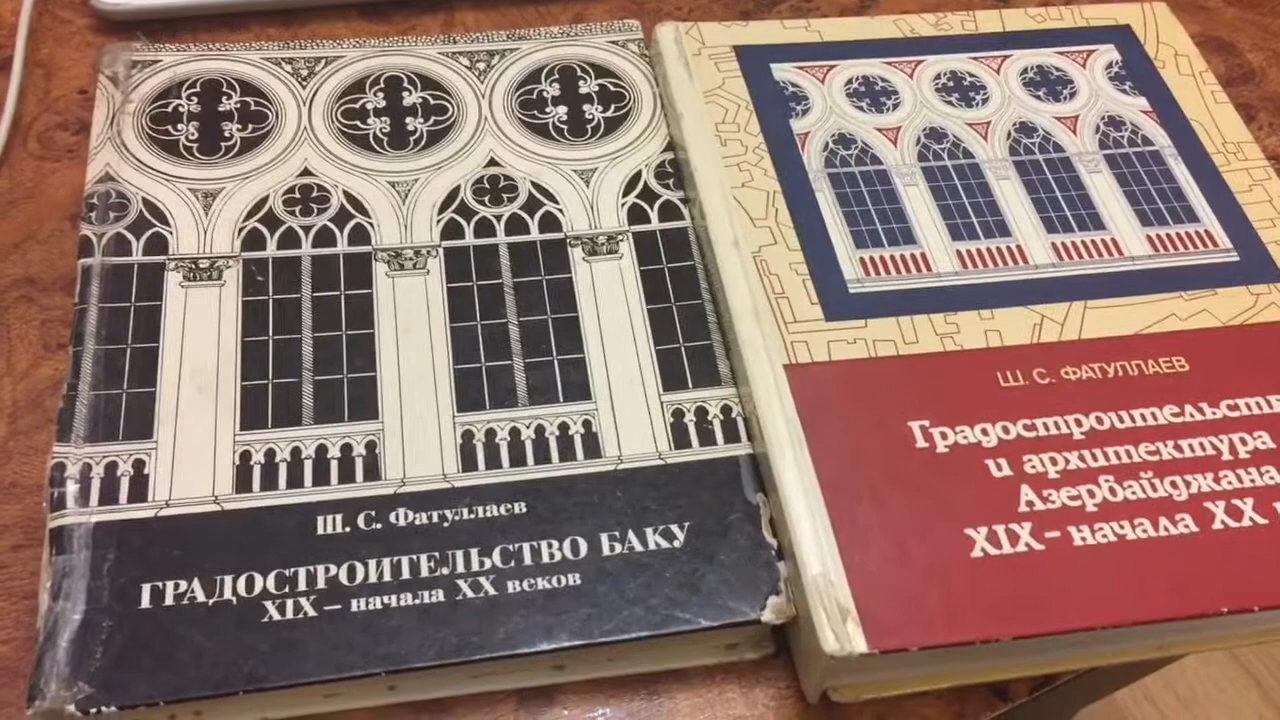 Ш. С. Фатуллаев
ГРАДОСТРОИТЕЛЬСТВО БАКУ
XIX – начала XX веков
Ш. С. ФАТУЛЛАЕВ
Градостроительств
и архитектура
Азербайджана
XIX – начала XX